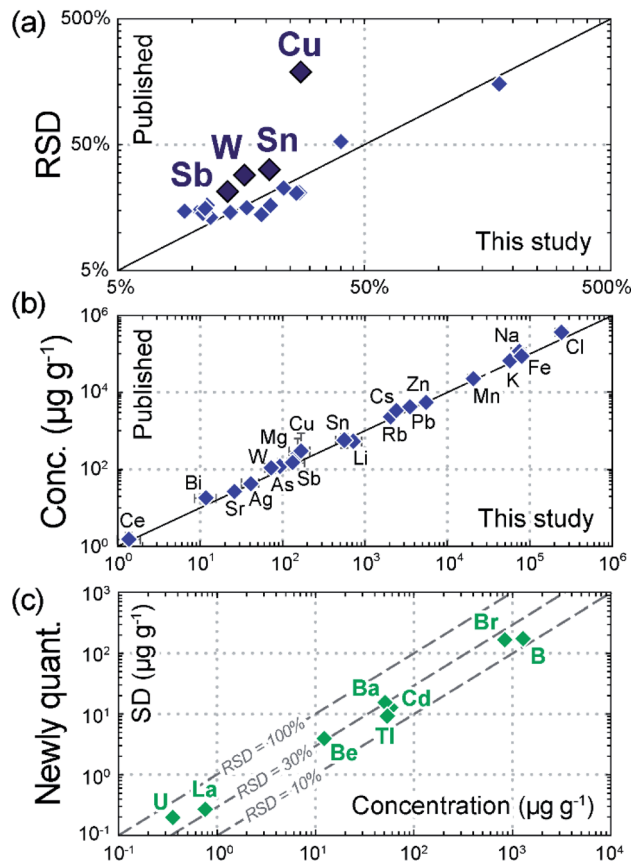 (a)
500%
50%
5%
RSD
Published
Cu
W
Sn
Sb
This study
5%
50%
500%
(b)
10⁶
10⁴
10²
10⁰
Conc. (µg g⁻¹)
Published
Na
Cl
Fe
K
Zn
Mn
Cs
Pb
Sn
Rb
Cu
Li
Mg
W
Sb
As
Bi
Ag
Sr
Ce
This study
10⁰
10¹
10²
10³
10⁴
10⁵
10⁶
(c)
10³
10²
10¹
10⁰
10⁻¹
Newly quant.
SD (µg g⁻¹)
Br
B
Ba
Cd
Tl
Be
La
U
RSD = 100%
RSD = 30%
RSD = 10%
Concentration (µg g⁻¹)
10⁻¹
10⁰
10¹
10²
10³
10⁴